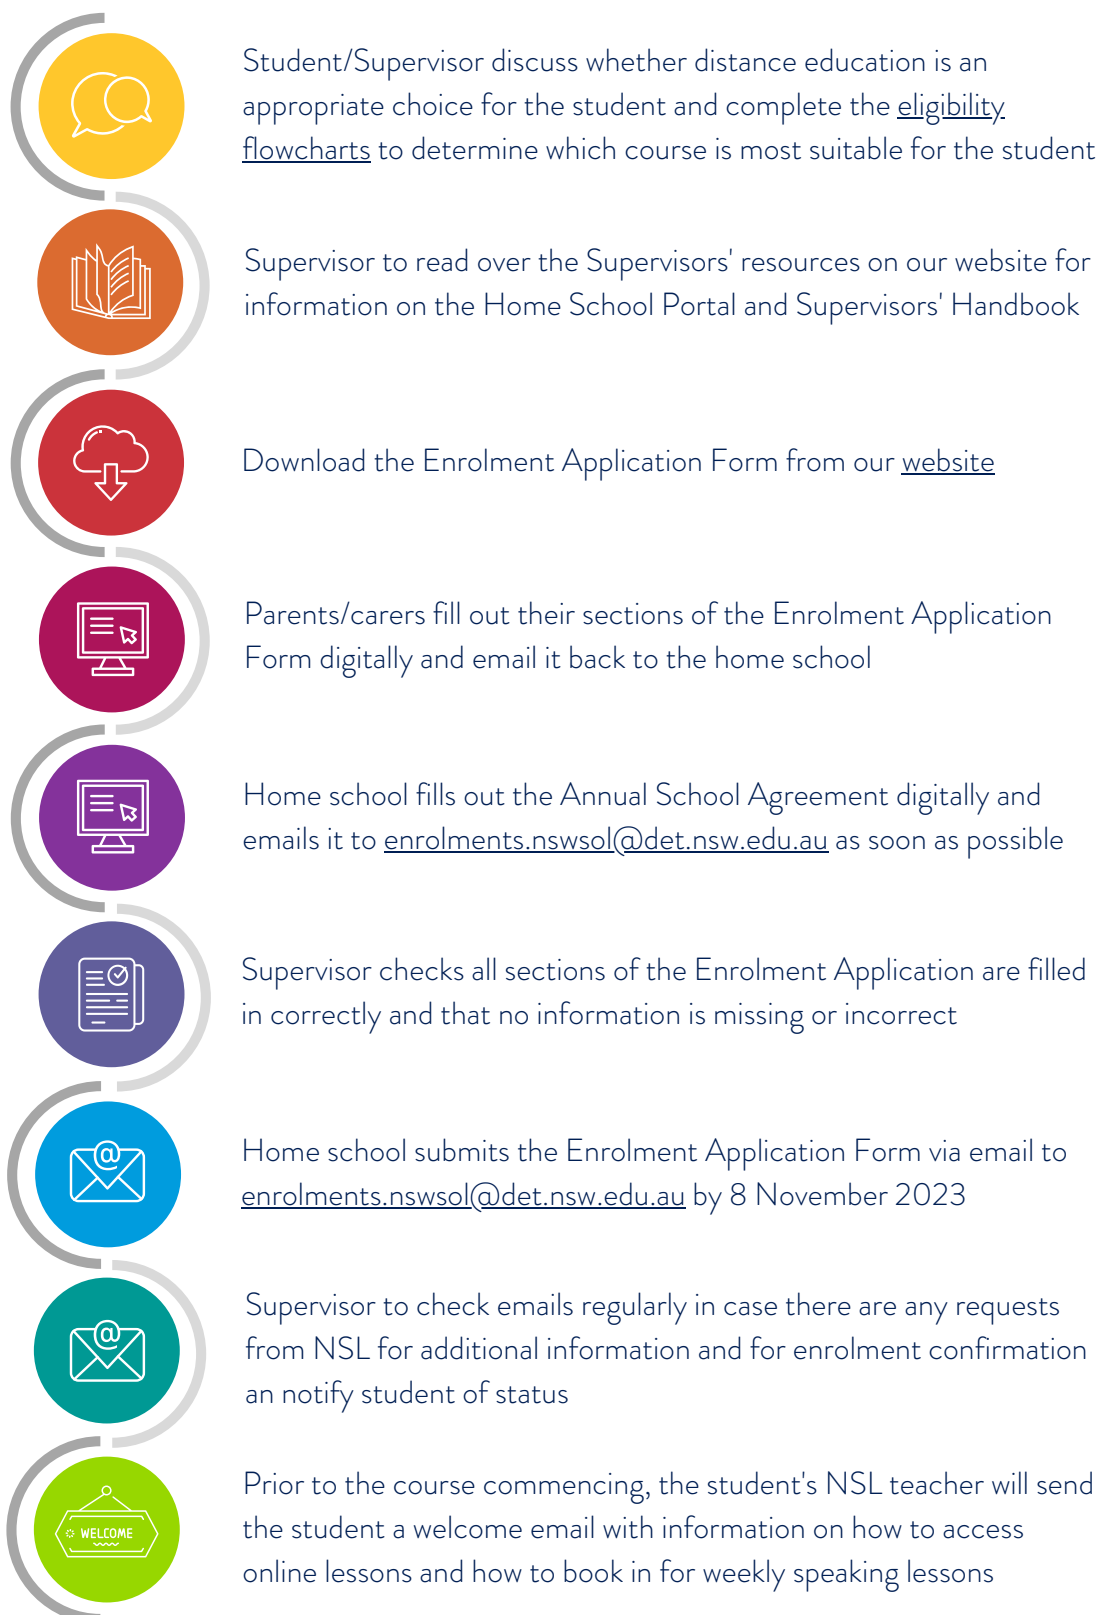 Student/Supervisor discuss whether distance education is an
appropriate choice for the student and complete the eligibility
flowcharts to determine which course is most suitable for the student
Supervisor to read over the Supervisors' resources on our website for
information on the Home School Portal and Supervisors' Handbook
Download the Enrolment Application Form from our website
Parents/carers fill out their sections of the Enrolment Application
Form digitally and email it back to the home school
Home school fills out the Annual School Agreement digitally and
emails it to enrolments.nswsol@det.nsw.edu.au as soon as possible
Supervisor checks all sections of the Enrolment Application are filled
in correctly and that no information is missing or incorrect
@
Home school submits the Enrolment Application Form via email to
enrolments.nswsol@det.nsw.edu.au by 8 November 2023
@
Supervisor to check emails regularly in case there are any requests
from NSL for additional information and for enrolment confirmation
an notify student of status
WELCOME
Prior to the course commencing, the student's NSL teacher will send
the student a welcome email with information on how to access
online lessons and how to book in for weekly speaking lessons